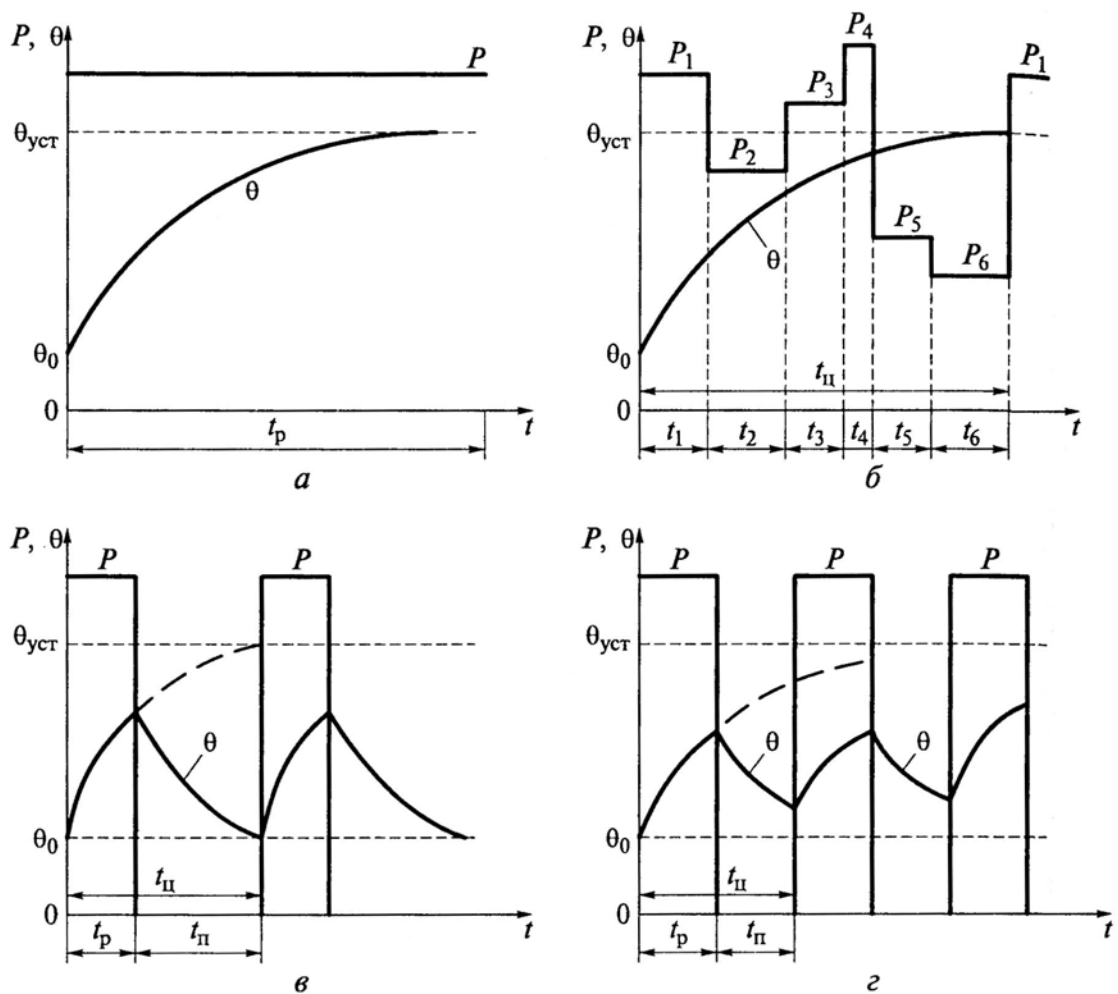 P, θ
P
θуст
θ
θ0
0
tр
t
а
P, θ
P1
P2
P3
P4
P5
P6
P1
θуст
θ
θ0
tц
0
t1
t2
t3
t4
t5
t6
t
б
P, θ
P
P
θуст
θ
θ0
tц
0
tр
tп
t
в
P, θ
P
P
P
θуст
θ
θ
θ0
tц
0
tр
tп
t
г